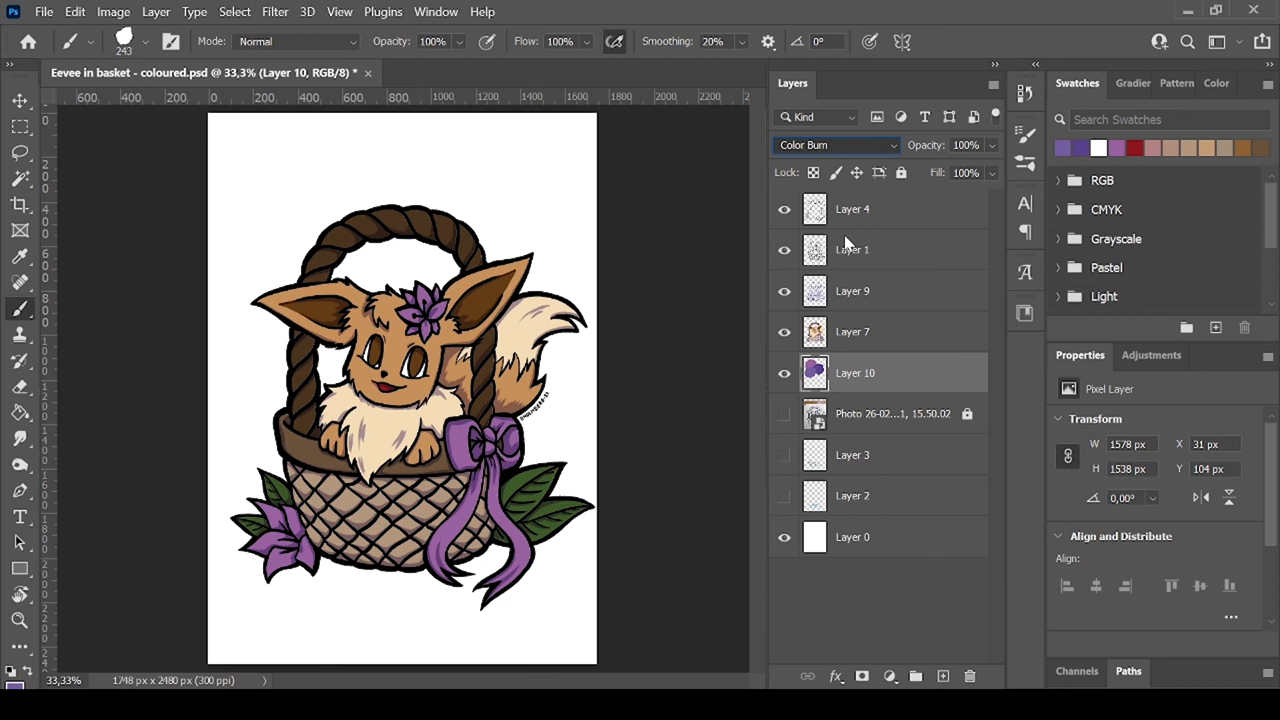 Ps File Edit Image Layer Type Select Filter 3D View Plugins Window Help
243 Mode: Normal Opacity: 100% Flow: 100% Smoothing: 20% 0°
Eevee in basket - coloured.psd @ 33,3% (Layer 10, RGB/8) * ×
600 400 200 0 200 400 600 800 1000 1200 1400 1600 1800 2000 2200 2
Layers
Kind
Color Burn Opacity: 100%
Lock: Fill: 100%
Layer 4
Layer 1
Layer 9
Layer 7
Layer 10
Photo 26-02...1, 15.50.02
Layer 3
Layer 2
Layer 0
Swatches Gradier Pattern Color
Search Swatches
RGB
CMYK
Grayscale
Pastel
Light
Properties Adjustments
Pixel Layer
Transform
W 1578 px X 31 px
H 1538 px Y 104 px
0,00°
Align and Distribute
Align:
Channels Paths
33,33% 1748 px x 2480 px (300 ppi)